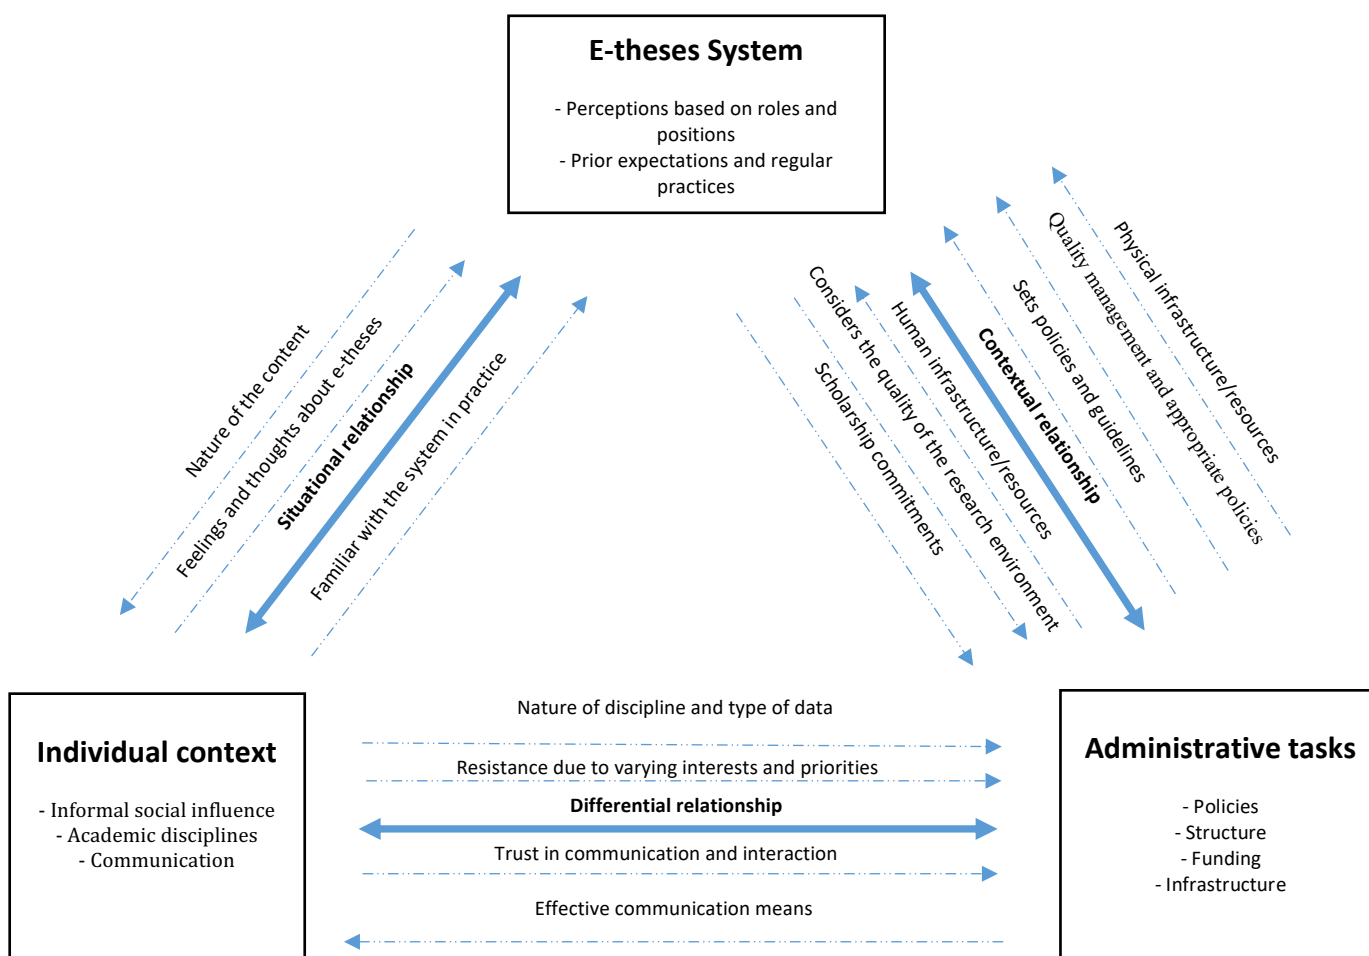 E-theses System
- Perceptions based on roles and
positions
- Prior expectations and regular
practices
Nature of the content
Feelings and thoughts about e-theses
Situational relationship
Familiar with the system in practice
Scholarship commitments
Considers the quality of the research environment
Human infrastructure/resources
Contextual relationship
Sets policies and guidelines
Quality management and appropriate policies
Physical infrastructure/resources
Individual context
- Informal social influence
- Academic disciplines
- Communication
Nature of discipline and type of data
Resistance due to varying interests and priorities
Differential relationship
Trust in communication and interaction
Effective communication means
Administrative tasks
- Policies
- Structure
- Funding
- Infrastructure